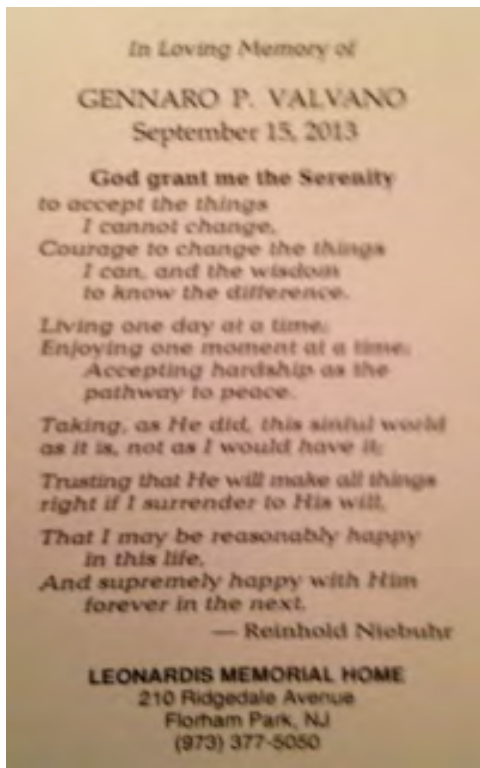 In Loving Memory of
GENNARO P. VALVANO
September 15, 2013
God grant me the Serenity
to accept the things
I cannot change,
Courage to change the things
I can, and the wisdom
to know the difference.
Living one day at a time;
Enjoying one moment at a time;
Accepting hardship as the
pathway to peace.
Taking, as He did, this sinful world
as it is, not as I would have it;
Trusting that He will make all things
right if I surrender to His will,
That I may be reasonably happy
in this life,
And supremely happy with Him
forever in the next.
— Reinhold Niebuhr
LEONARDIS MEMORIAL HOME
210 Ridgedale Avenue
Florham Park, NJ
(973) 377-5050